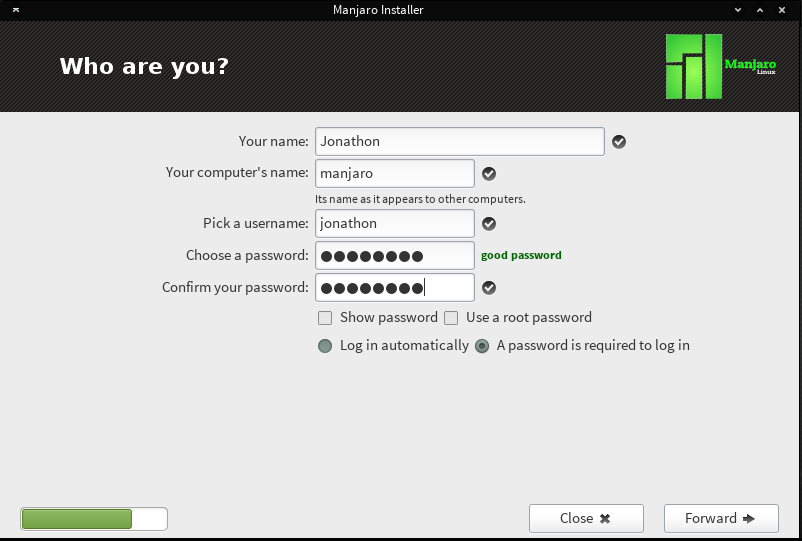 Manjaro Installer
Who are you?
Manjaro
Linux
Your name: Jonathon
Your computer's name: manjaro
Its name as it appears to other computers.
Pick a username: jonathon
Choose a password: ●●●●●●●● good password
Confirm your password: ●●●●●●●●
Show password Use a root password
Log in automatically A password is required to log in
Close Forward